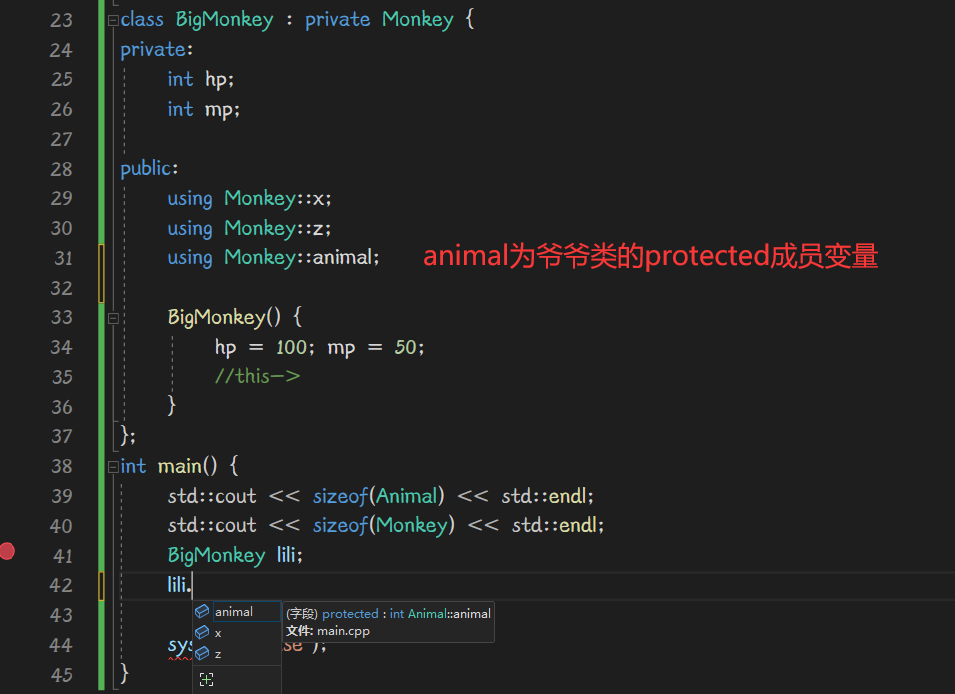 23 class BigMonkey : private Monkey {
24 private:
25 int hp;
26 int mp;
27
28 public:
29 using Monkey::x;
30 using Monkey::z;
31 using Monkey::animal; animal为爷爷类的protected成员变量
32
33 BigMonkey() {
34 hp = 100; mp = 50;
35 //this->
36 }
37 };
38 int main() {
39 std::cout << sizeof(Animal) << std::endl;
40 std::cout << sizeof(Monkey) << std::endl;
41 BigMonkey lili;
42 lili.
43 animal (字段) protected : int Animal::animal
x 文件: main.cpp
44 sys se");
z
45 }